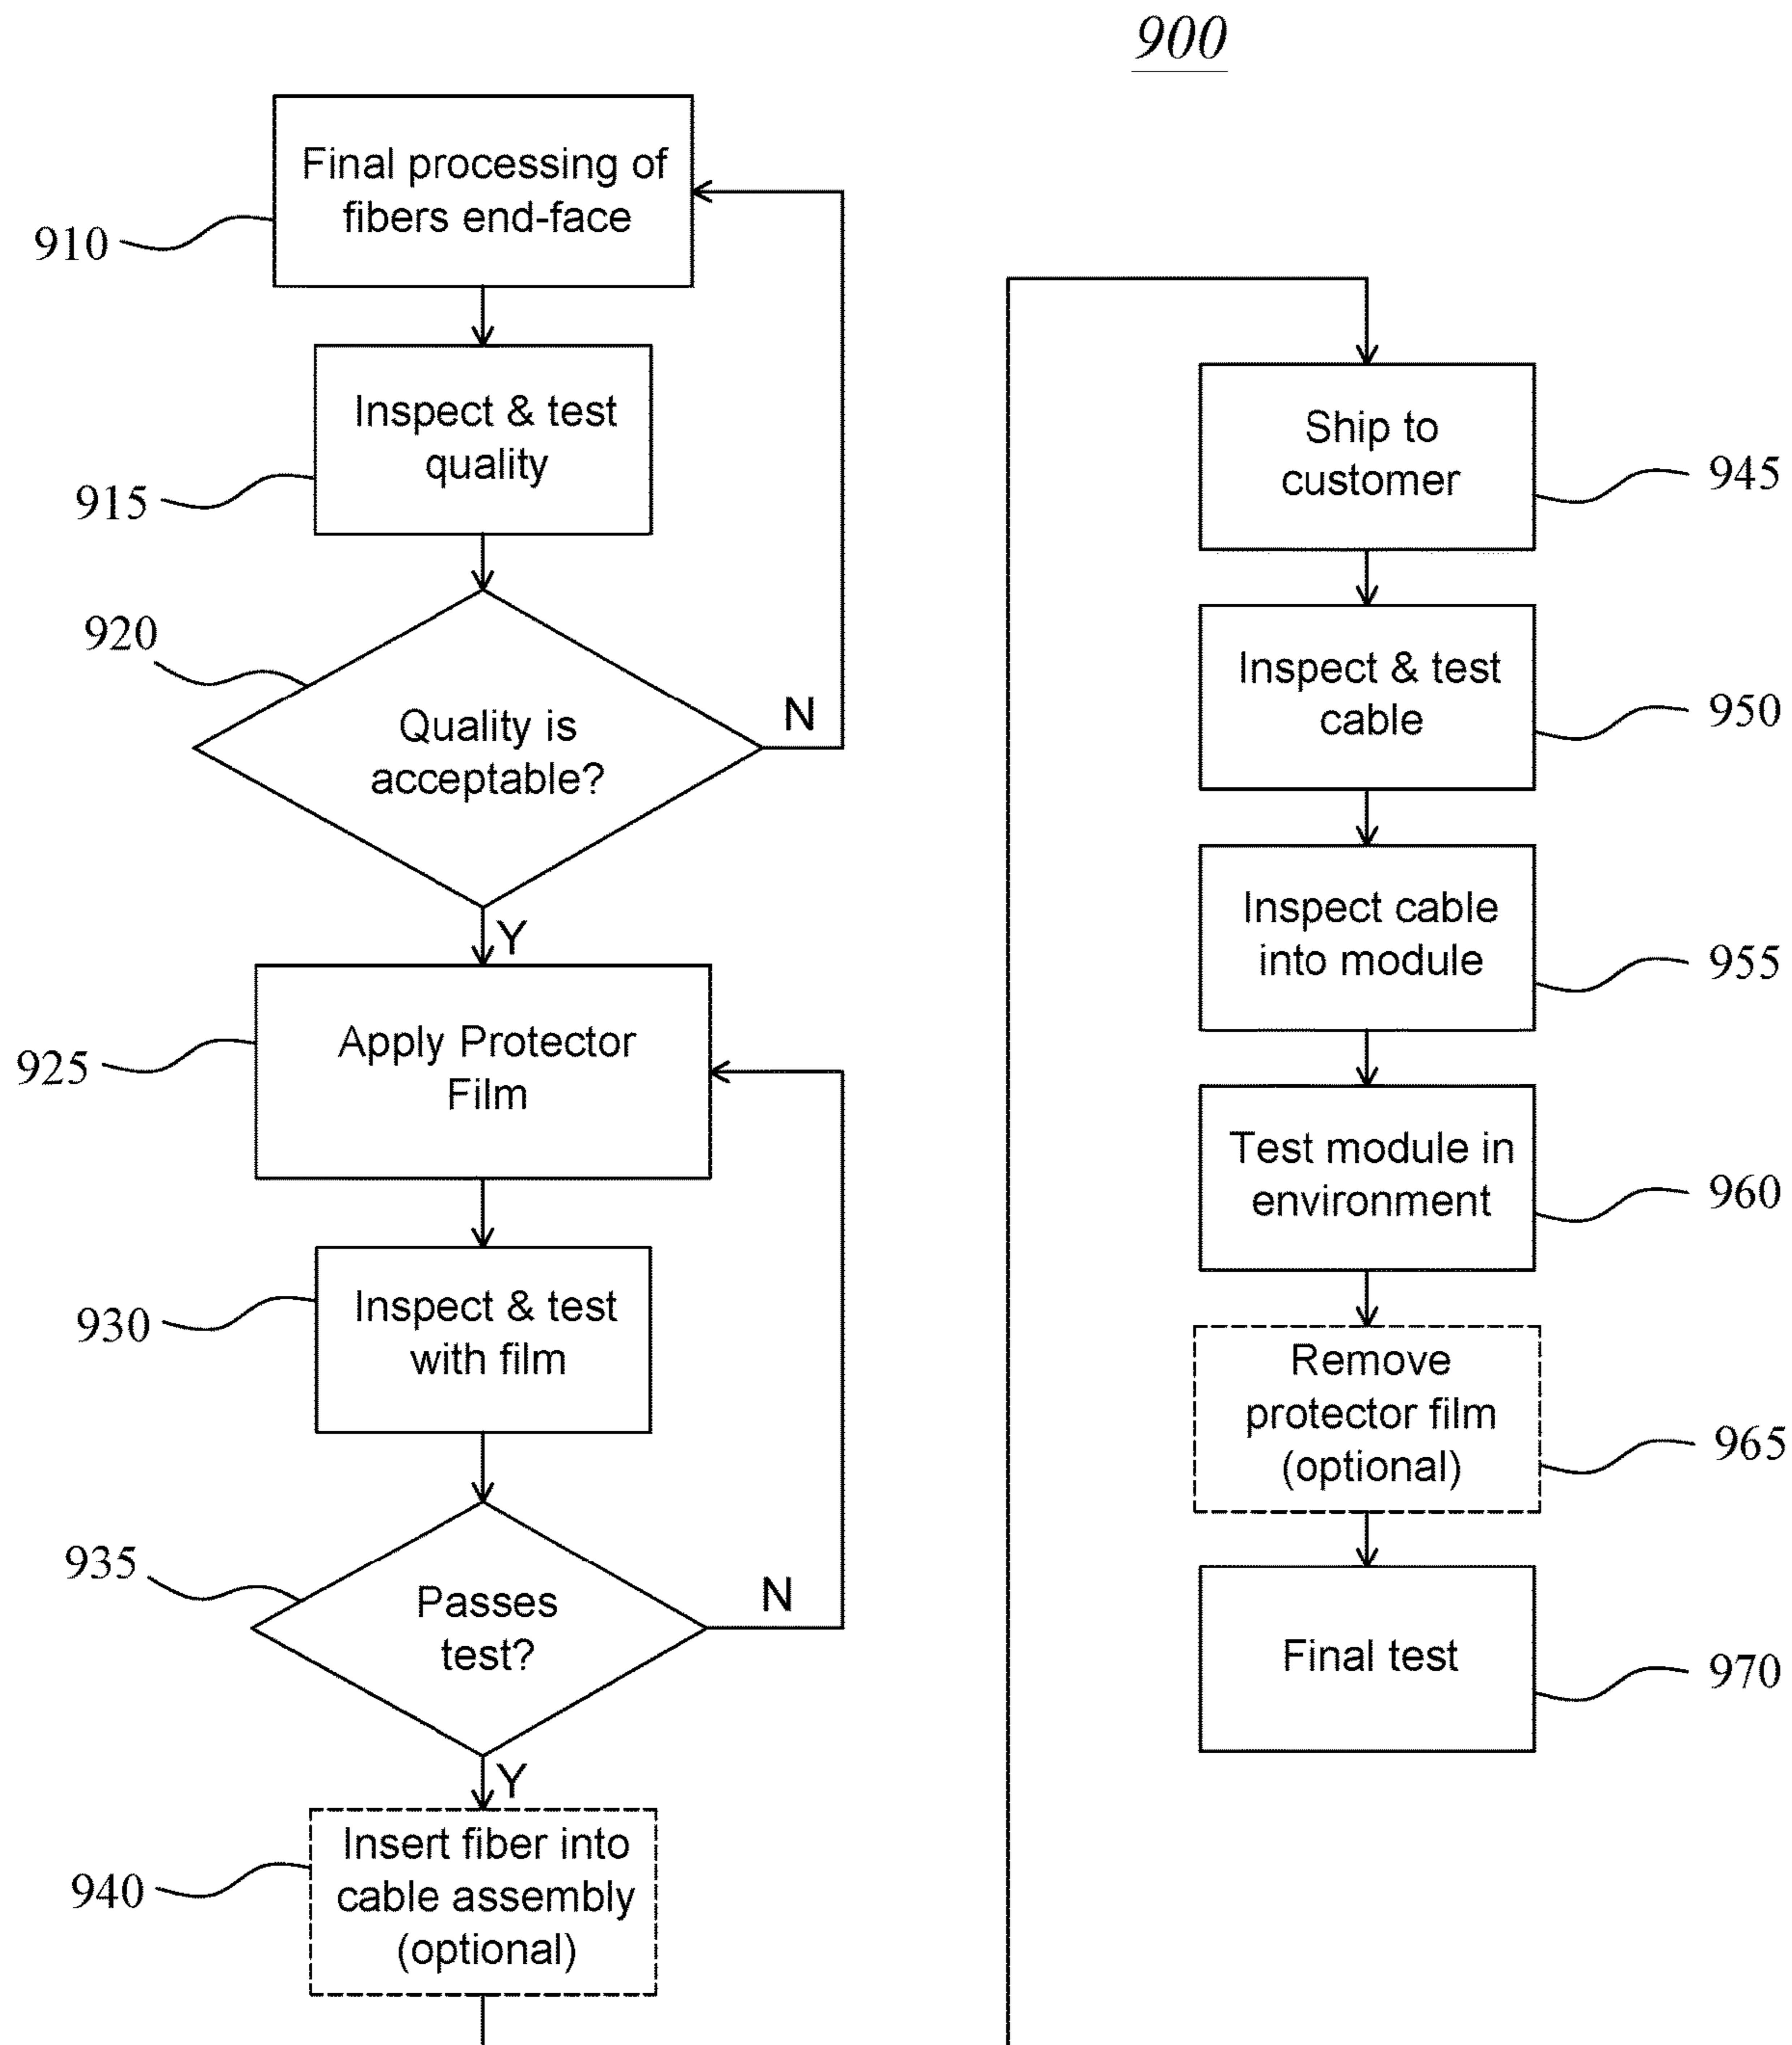 900
Final processing of
fibers end-face
910
Inspect & test
quality
915
920
Quality is
acceptable?
N
Y
Apply Protector
Film
925
Inspect & test
with film
930
935
Passes
test?
N
Y
Insert fiber into
cable assembly
(optional)
940
Ship to
customer
945
Inspect & test
cable
950
Inspect cable
into module
955
Test module in
environment
960
Remove
protector film
(optional)
965
Final test
970